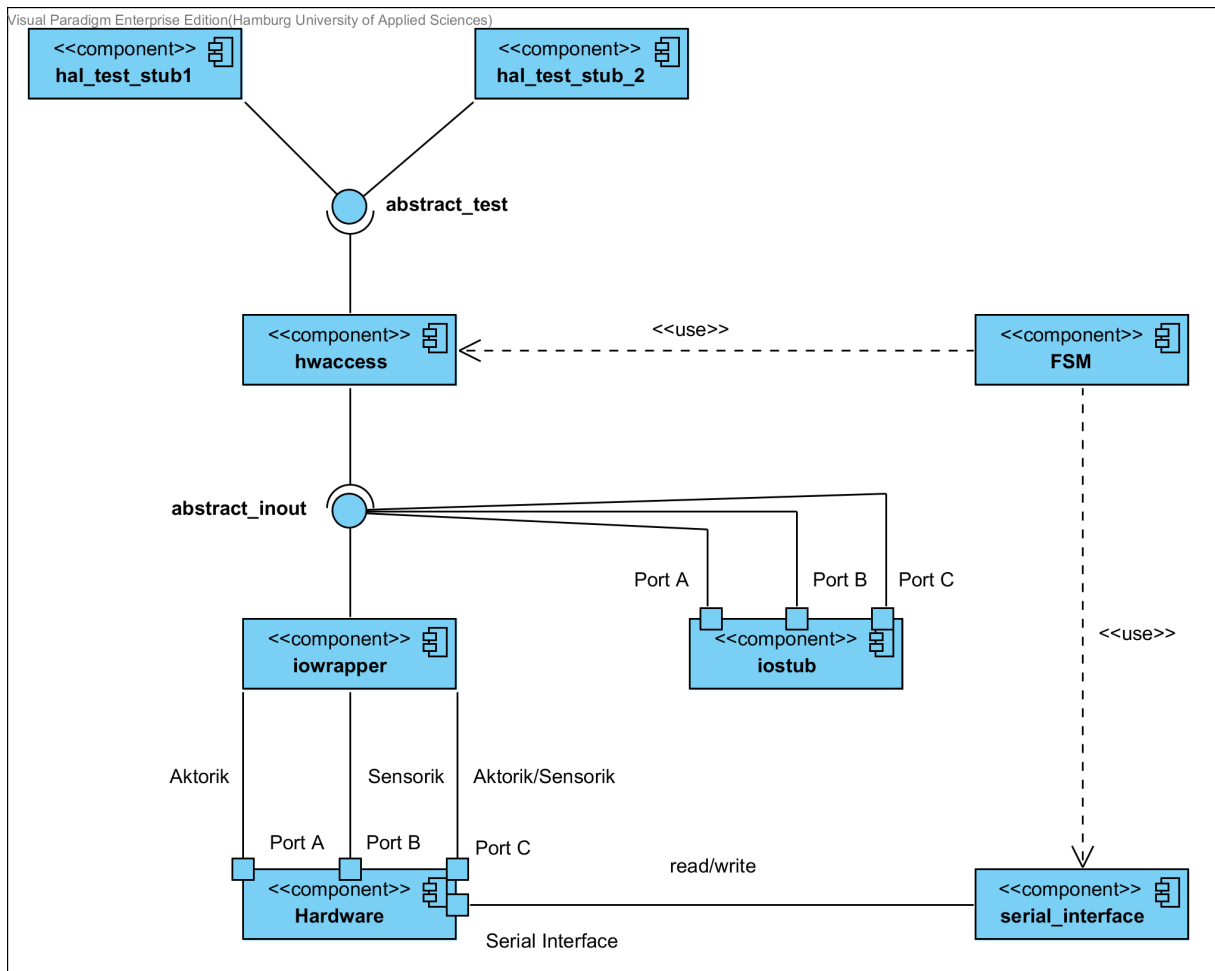 Visual Paradigm Enterprise Edition(Hamburg University of Applied Sciences)
<<component>>
hal_test_stub1
<<component>>
hal_test_stub_2
abstract_test
<<component>>
hwaccess
<<use>>
<<component>>
FSM
abstract_inout
Port A
Port B
Port C
<<component>>
iowrapper
<<component>>
iostub
<<use>>
Aktorik
Sensorik
Aktorik/Sensorik
Port A
Port B
Port C
read/write
<<component>>
Hardware
<<component>>
serial_interface
Serial Interface